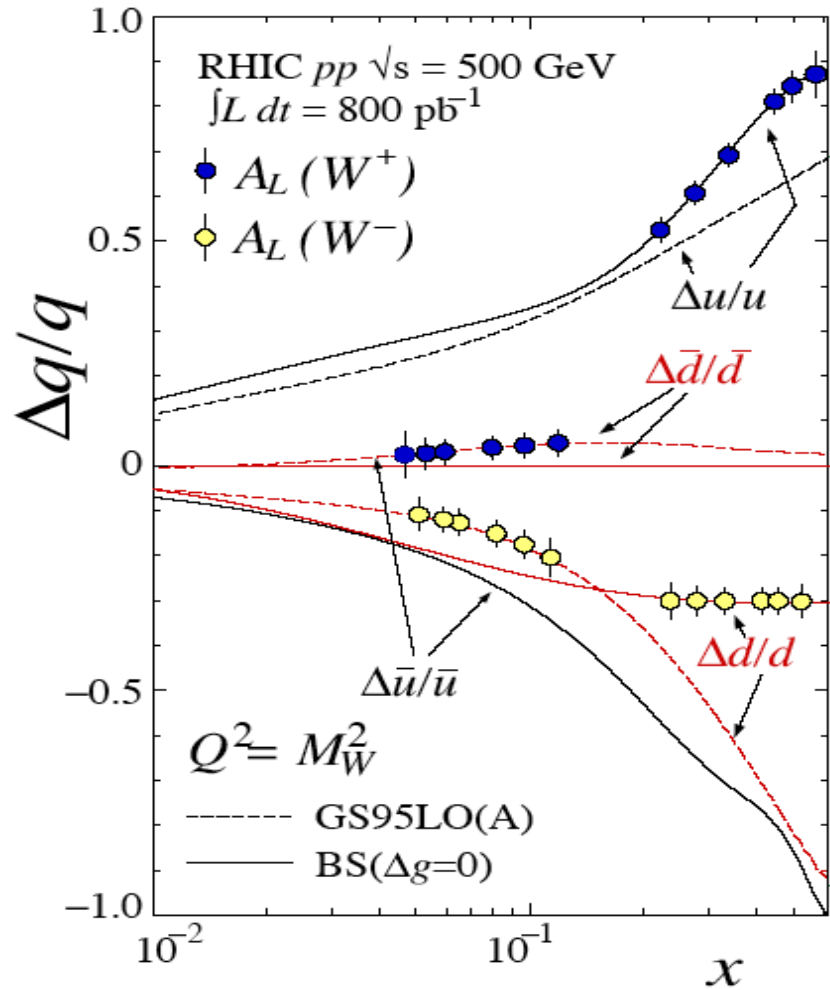 1.0
RHIC pp √s = 500 GeV
∫L dt = 800 pb⁻¹
A_L (W⁺)
A_L (W⁻)
0.5
Δu/u
Δq/q
Δd̄/d̄
0
Δd/d
Δū/ū
−0.5
Q² = M_W²
GS95LO(A)
BS(Δg=0)
−1.0
10⁻²
10⁻¹
x